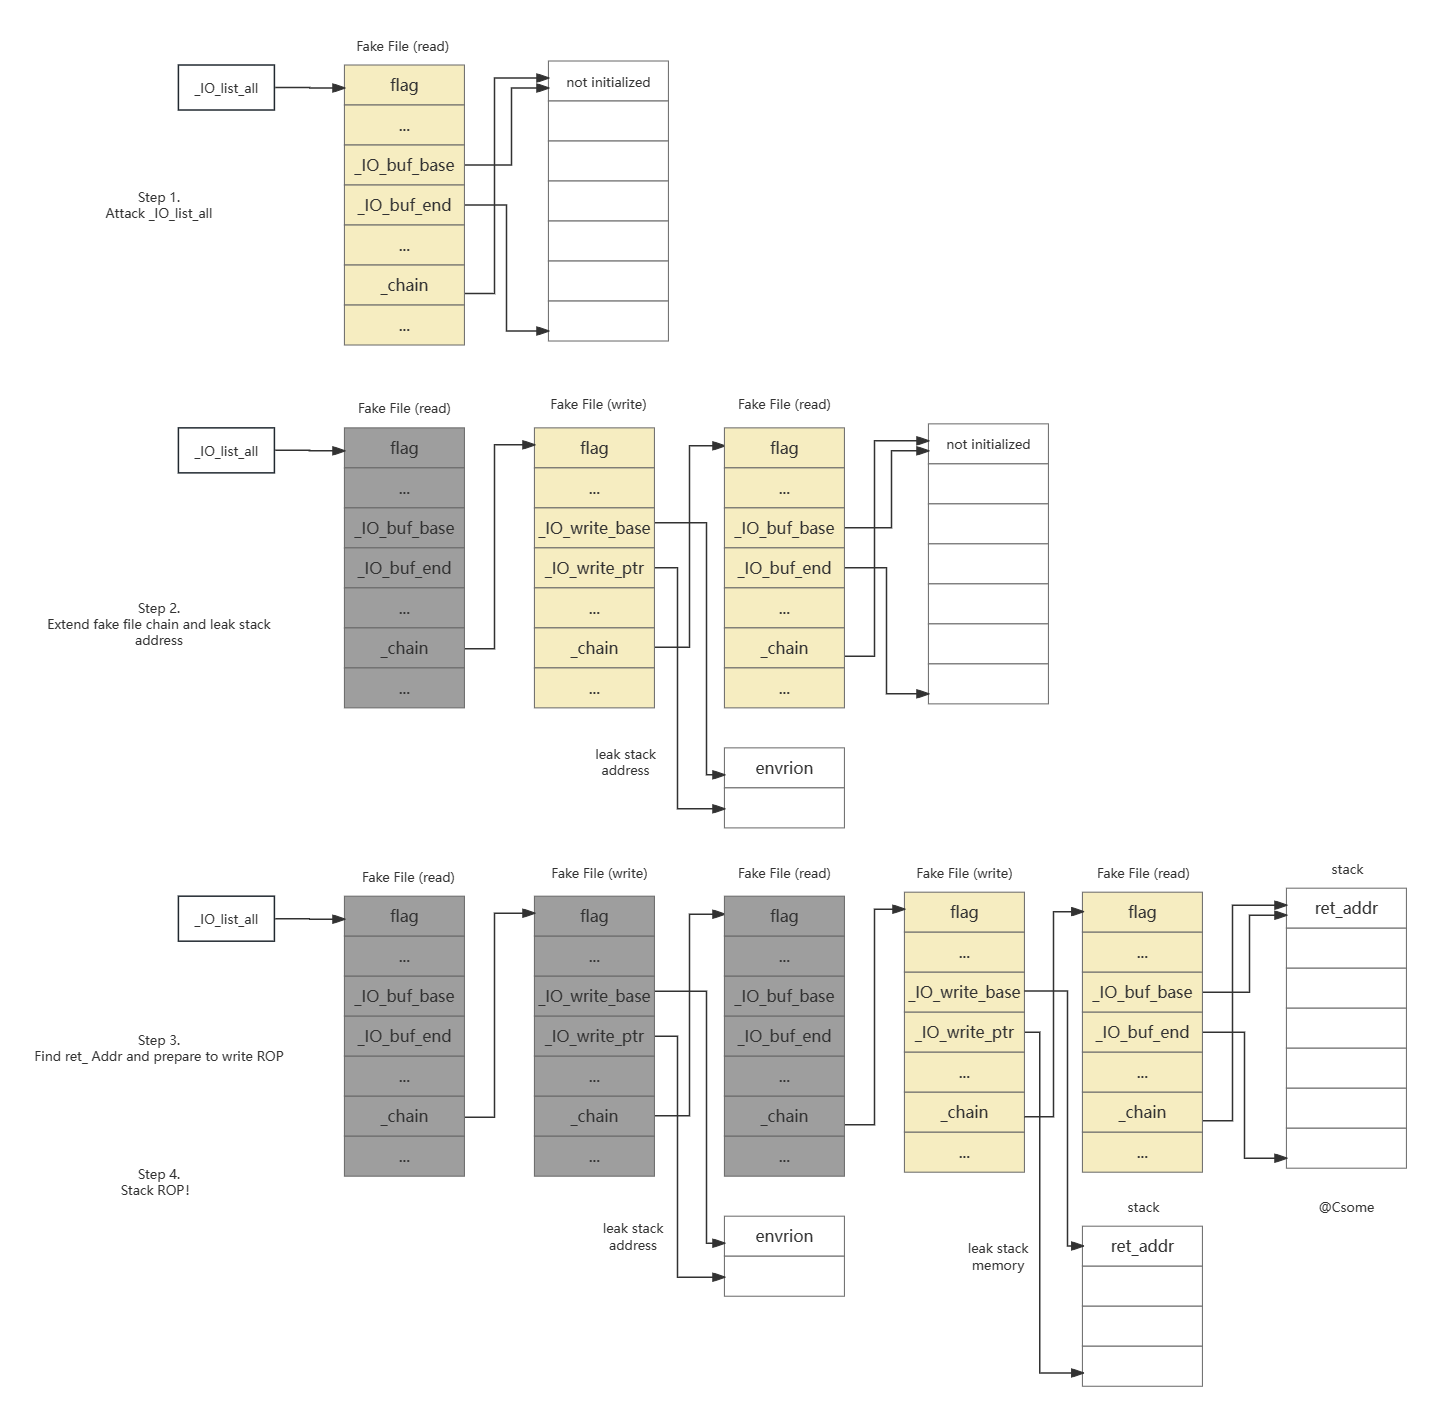 Fake File (read)
_IO_list_all
flag
not initialized
...
_IO_buf_base
Step 1.
Attack _IO_list_all
_IO_buf_end
...
_chain
...
Fake File (read)
Fake File (write)
Fake File (read)
_IO_list_all
flag
flag
flag
not initialized
...
...
...
_IO_buf_base
_IO_write_base
_IO_buf_base
_IO_buf_end
_IO_write_ptr
_IO_buf_end
Step 2.
Extend fake file chain and leak stack
address
...
...
...
_chain
_chain
_chain
...
...
...
leak stack
address
envrion
Fake File (read)
Fake File (write)
Fake File (read)
Fake File (write)
Fake File (read)
stack
_IO_list_all
flag
flag
flag
flag
flag
ret_addr
...
...
...
...
...
_IO_buf_base
_IO_write_base
_IO_buf_base
_IO_write_base
_IO_buf_base
_IO_buf_end
_IO_write_ptr
_IO_buf_end
_IO_write_ptr
_IO_buf_end
Step 3.
Find ret_ Addr and prepare to write ROP
...
...
...
...
...
_chain
_chain
_chain
_chain
_chain
...
...
...
...
...
Step 4.
Stack ROP!
leak stack
address
envrion
stack
@Csome
leak stack
memory
ret_addr